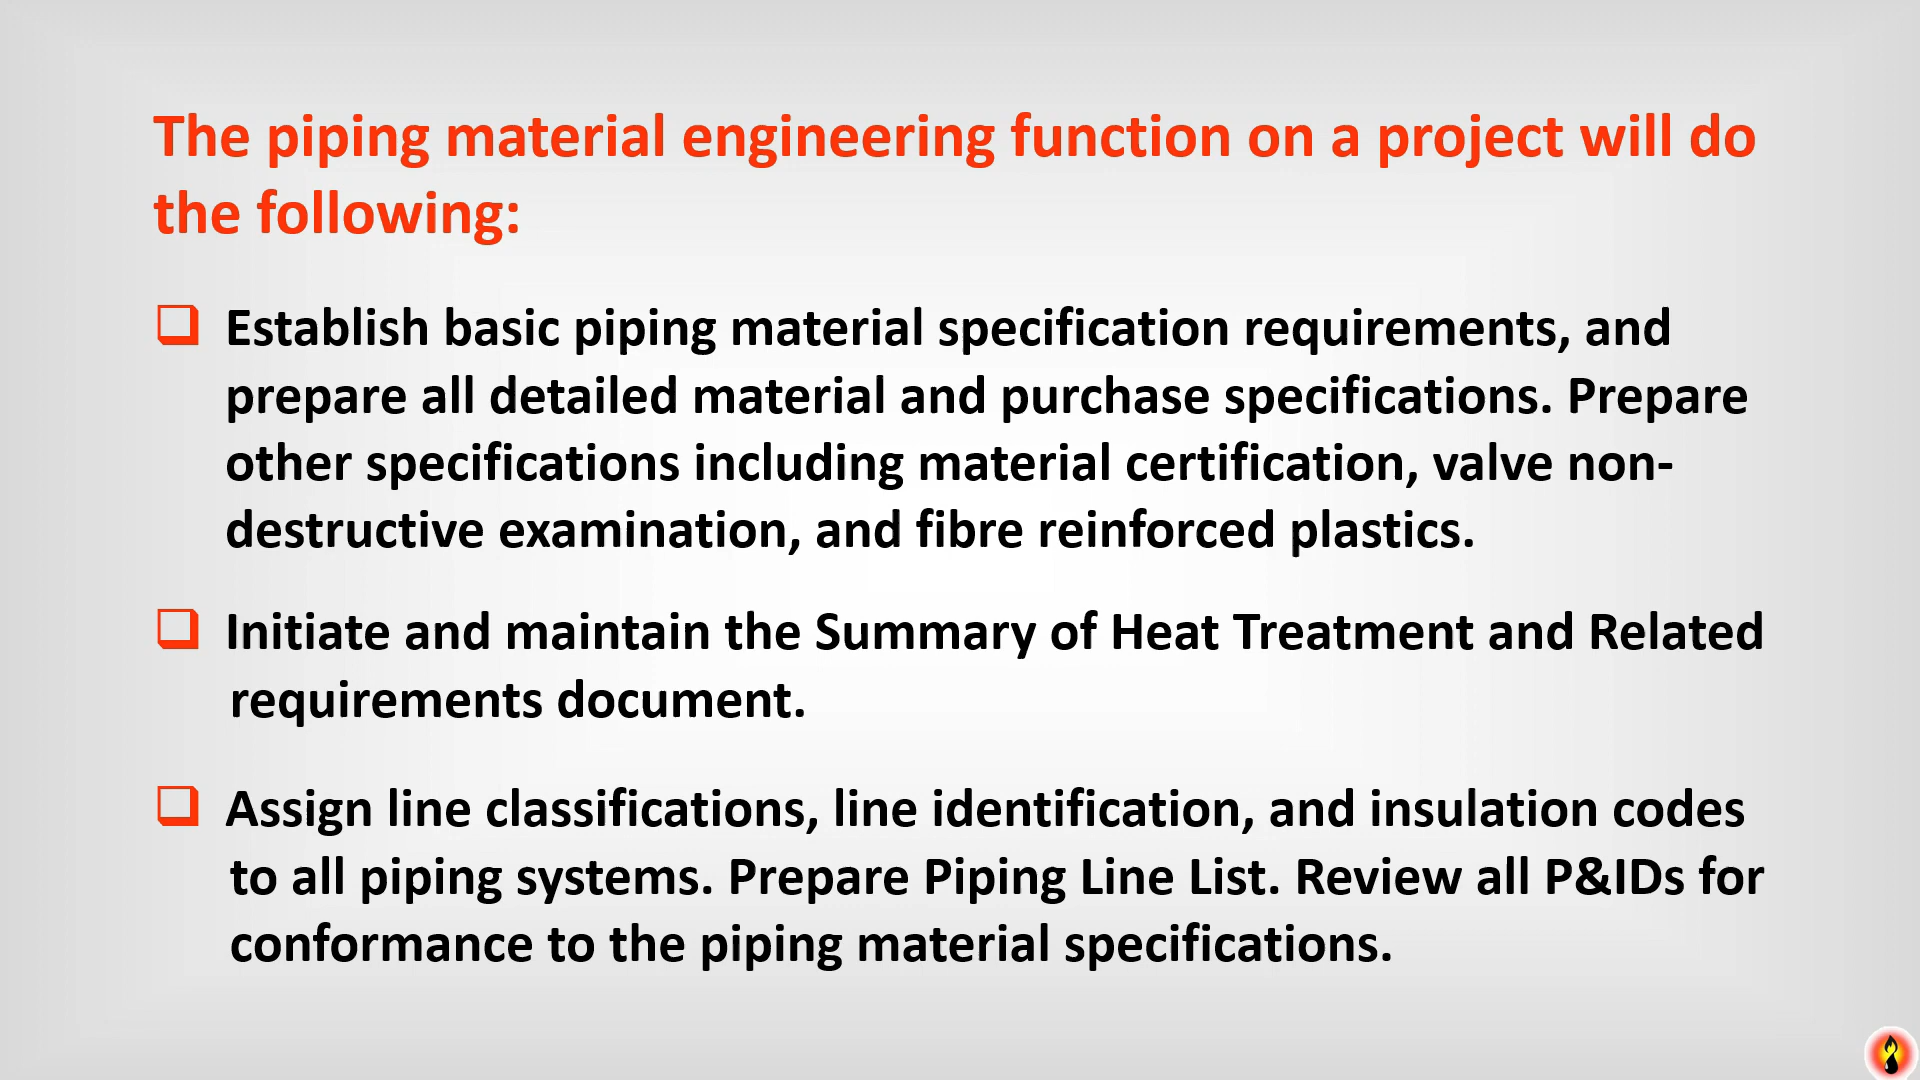 The piping material engineering function on a project will do
the following:
Establish basic piping material specification requirements, and
prepare all detailed material and purchase specifications. Prepare
other specifications including material certification, valve non-
destructive examination, and fibre reinforced plastics.
Initiate and maintain the Summary of Heat Treatment and Related
requirements document.
Assign line classifications, line identification, and insulation codes
to all piping systems. Prepare Piping Line List. Review all P&IDs for
conformance to the piping material specifications.